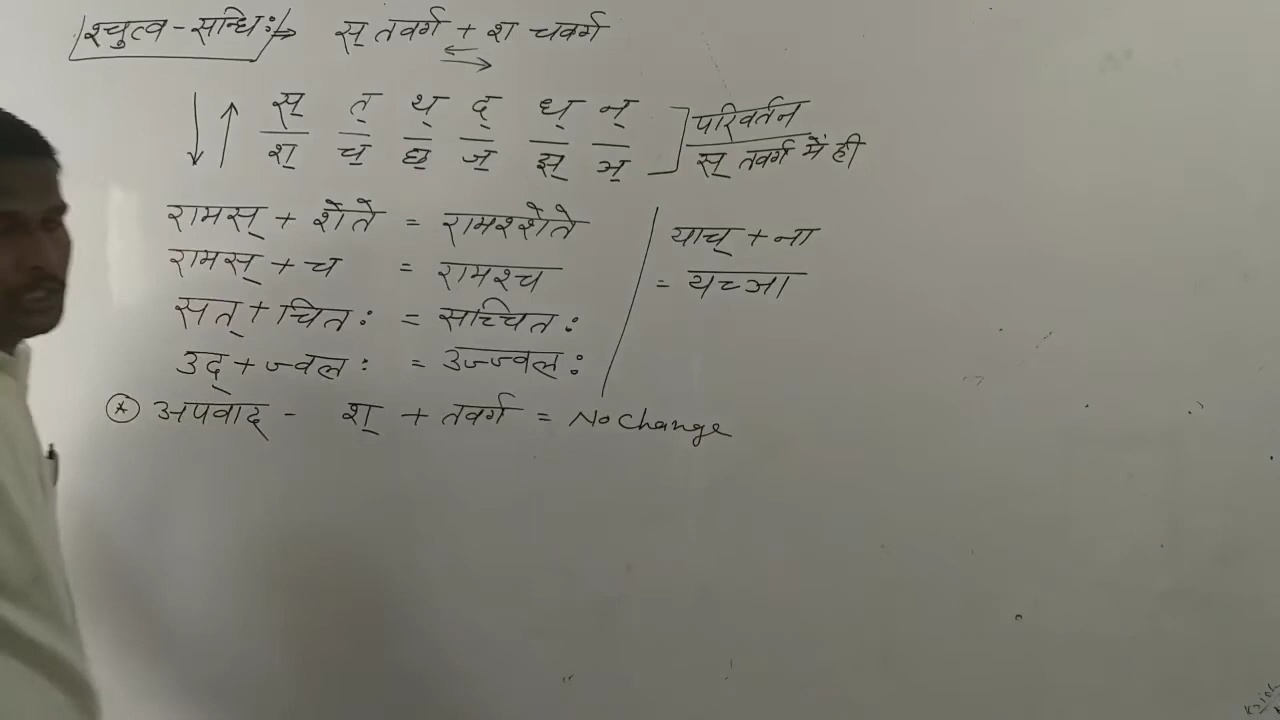 श्चुत्व - सन्धिः → स् तवर्ग + श चवर्ग
स् त् थ् द् ध् न्
श् च् छ् ज् झ् ञ्
परिवर्तन
स् तवर्ग में ही
रामस् + शेते = रामश्शेते
रामस् + च = रामश्च
सत् + चितः = सच्चितः
उद् + ज्वलः = उज्ज्वलः
याच् + ना
= यच्ञा
* अपवाद - श् + तवर्ग = No change